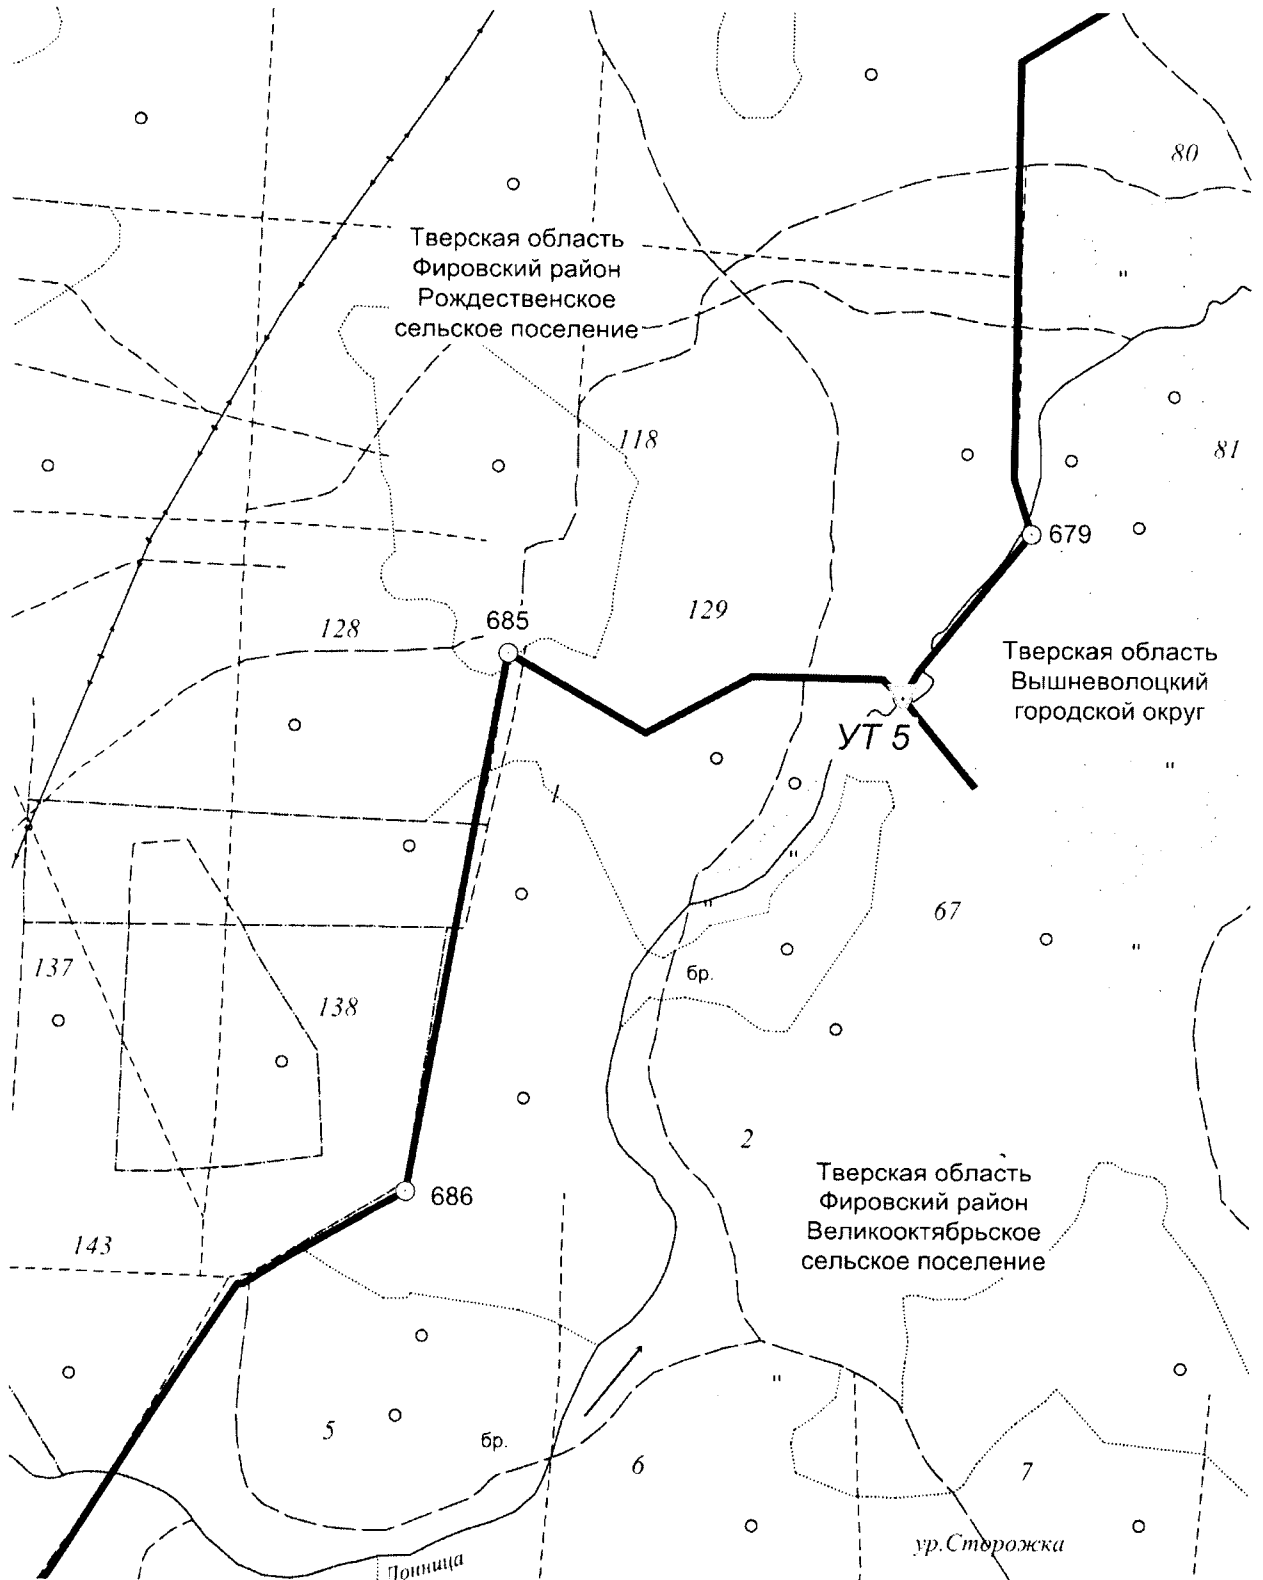 80
Тверская область
Фировский район
Рождественское
сельское поселение
118
81
679
685
129
128
Тверская область
Вышневолоцкий
городской округ
УТ 5
1
67
137
бр.
138
2
Тверская область
Фировский район
Великооктябрьское
сельское поселение
686
143
5
бр.
6
7
ур.Сторожка